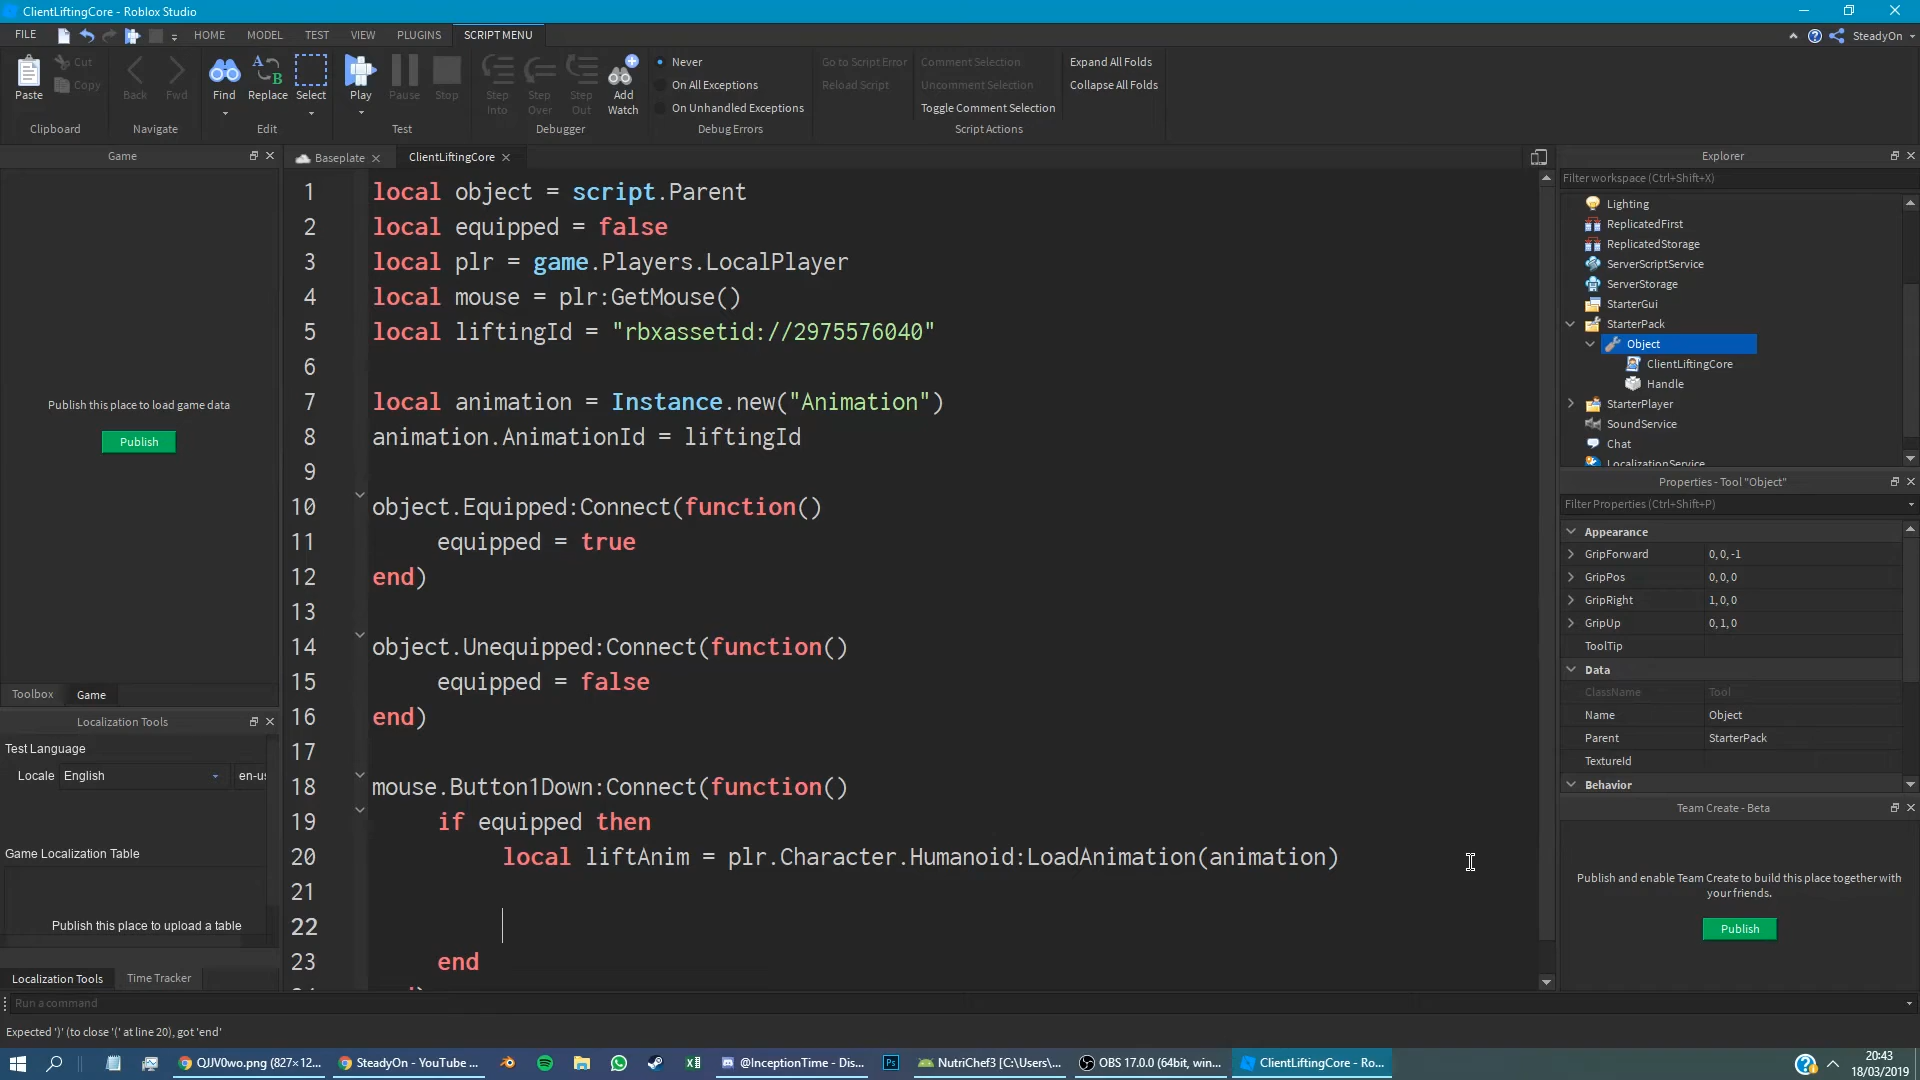 ClientLiftingCore - Roblox Studio
FILE
HOME
MODEL
TEST
VIEW
PLUGINS
SCRIPT MENU
SteadyOn
Paste
Cut
Copy
Clipboard
Back
Fwd
Navigate
Find
Replace
Select
Edit
Play
Pause
Stop
Test
Step Into
Step Over
Step Out
Add Watch
Debugger
Never
On All Exceptions
On Unhandled Exceptions
Debug Errors
Go to Script Error
Reload Script
Comment Selection
Uncomment Selection
Toggle Comment Selection
Script Actions
Expand All Folds
Collapse All Folds
Game
Publish this place to load game data
Publish
Toolbox
Game
Localization Tools
Test Language
Locale English en-us
Game Localization Table
Publish this place to upload a table
Localization Tools
Time Tracker
Baseplate
ClientLiftingCore
1 local object = script.Parent
2 local equipped = false
3 local plr = game.Players.LocalPlayer
4 local mouse = plr:GetMouse()
5 local liftingId = "rbxassetid://2975576040"
6
7 local animation = Instance.new("Animation")
8 animation.AnimationId = liftingId
9
10 object.Equipped:Connect(function()
11 equipped = true
12 end)
13
14 object.Unequipped:Connect(function()
15 equipped = false
16 end)
17
18 mouse.Button1Down:Connect(function()
19 if equipped then
20 local liftAnim = plr.Character.Humanoid:LoadAnimation(animation)
21
22
23 end
Explorer
Filter workspace (Ctrl+Shift+X)
Lighting
ReplicatedFirst
ReplicatedStorage
ServerScriptService
ServerStorage
StarterGui
StarterPack
Object
ClientLiftingCore
Handle
StarterPlayer
SoundService
Chat
LocalizationService
Properties - Tool "Object"
Filter Properties (Ctrl+Shift+P)
Appearance
GripForward 0, 0, -1
GripPos 0, 0, 0
GripRight 1, 0, 0
GripUp 0, 1, 0
ToolTip
Data
ClassName Tool
Name Object
Parent StarterPack
TextureId
Behavior
Team Create - Beta
Publish and enable Team Create to build this place together with
your friends.
Publish
Run a command
Expected ')' (to close '(' at line 20), got 'end'
QJJV0wo.png (827×12...
SteadyOn - YouTube ...
@InceptionTime - Dis...
Ps
NutriChef3 [C:\Users\...
OBS 17.0.0 (64bit, win...
ClientLiftingCore - Ro...
20:43
18/03/2019